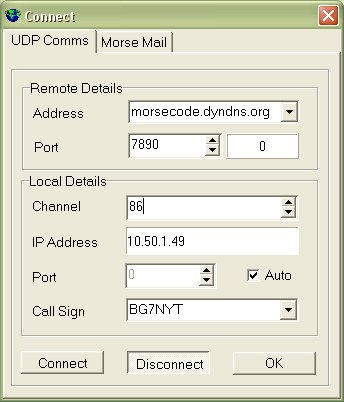 Connect
UDP Comms Morse Mail
Remote Details
Address morsecode.dyndns.org
Port 7890 0
Local Details
Channel 86
IP Address 10.50.1.49
Port 0 Auto
Call Sign BG7NYT
Connect Disconnect OK